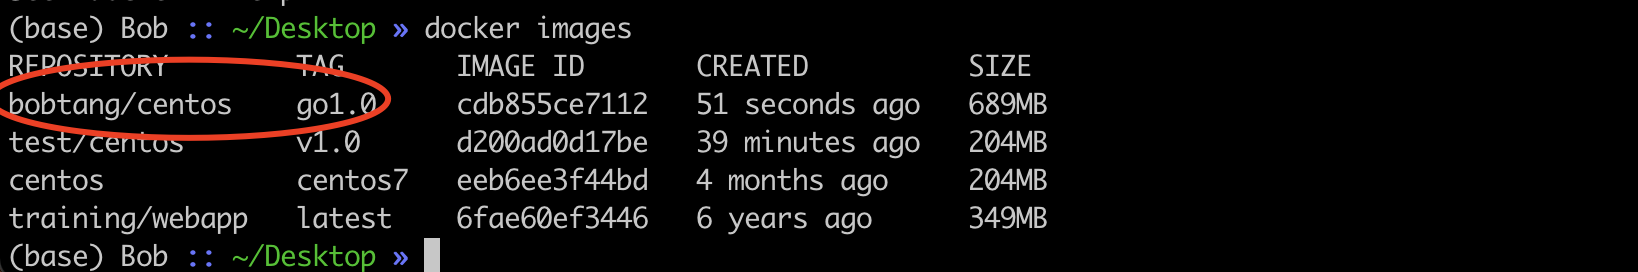 (base) Bob :: ~/Desktop » docker images
REPOSITORY TAG IMAGE ID CREATED SIZE
bobtang/centos go1.0 cdb855ce7112 51 seconds ago 689MB
test/centos v1.0 d200ad0d17be 39 minutes ago 204MB
centos centos7 eeb6ee3f44bd 4 months ago 204MB
training/webapp latest 6fae60ef3446 6 years ago 349MB
(base) Bob :: ~/Desktop »